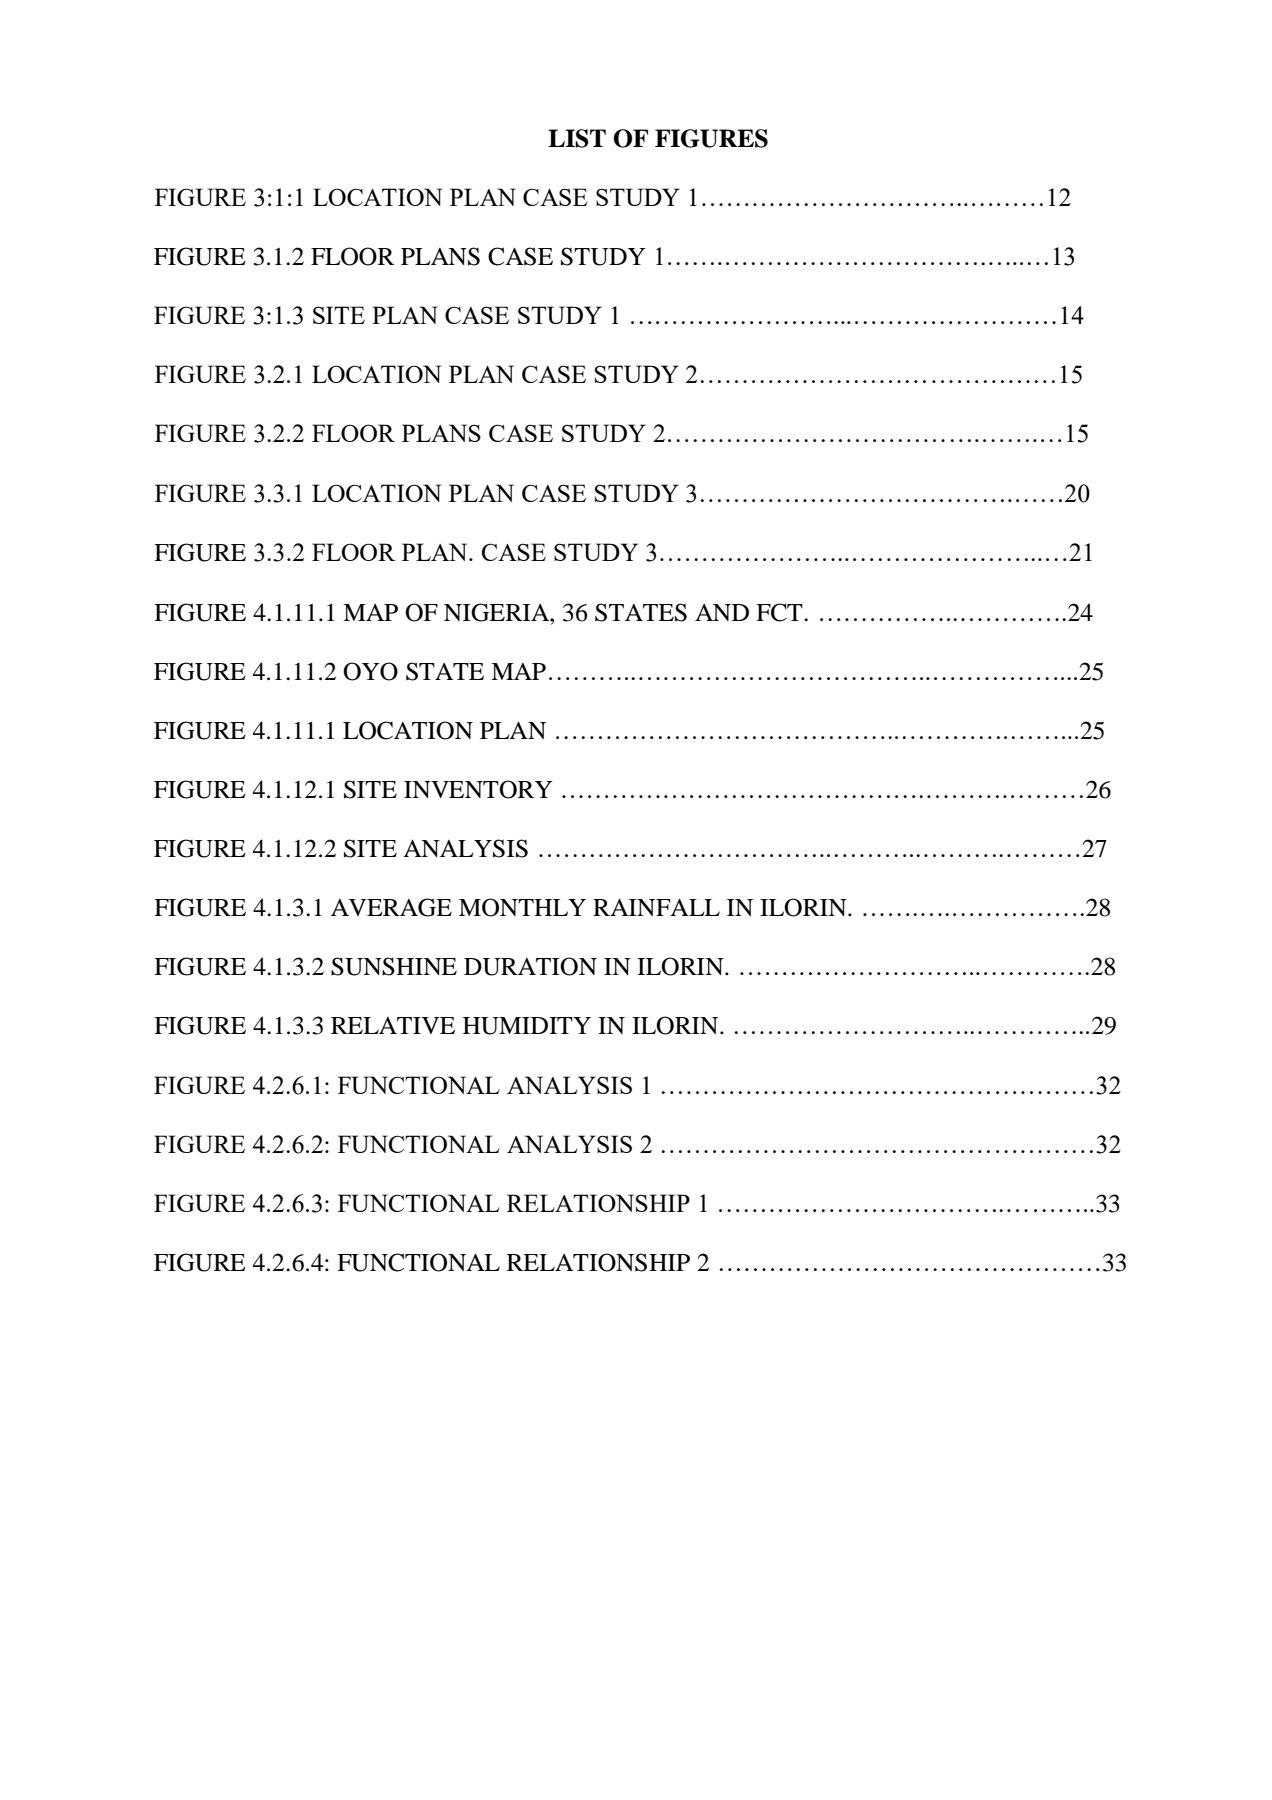 LIST OF FIGURES
FIGURE 3:1:1 LOCATION PLAN CASE STUDY 1…………………………..………12
FIGURE 3.1.2 FLOOR PLANS CASE STUDY 1…….………………………….…..…13
FIGURE 3:1.3 SITE PLAN CASE STUDY 1 ……………………...……………………14
FIGURE 3.2.1 LOCATION PLAN CASE STUDY 2……………………………………15
FIGURE 3.2.2 FLOOR PLANS CASE STUDY 2……………………………….…….…15
FIGURE 3.3.1 LOCATION PLAN CASE STUDY 3……………………………….……20
FIGURE 3.3.2 FLOOR PLAN. CASE STUDY 3………………….…………………..…21
FIGURE 4.1.11.1 MAP OF NIGERIA, 36 STATES AND FCT. ……………..………….24
FIGURE 4.1.11.2 OYO STATE MAP………..……………………………..……………...25
FIGURE 4.1.11.1 LOCATION PLAN …………………………………..………….……...25
FIGURE 4.1.12.1 SITE INVENTORY ………….………………………….……….………26
FIGURE 4.1.12.2 SITE ANALYSIS ……………………………..………..……….………27
FIGURE 4.1.3.1 AVERAGE MONTHLY RAINFALL IN ILORIN. …….….…………….28
FIGURE 4.1.3.2 SUNSHINE DURATION IN ILORIN. ………………………..………….28
FIGURE 4.1.3.3 RELATIVE HUMIDITY IN ILORIN. ………………………..…………..29
FIGURE 4.2.6.1: FUNCTIONAL ANALYSIS 1 ……………………………………………32
FIGURE 4.2.6.2: FUNCTIONAL ANALYSIS 2 ……………………………………………32
FIGURE 4.2.6.3: FUNCTIONAL RELATIONSHIP 1 …………………………….………..33
FIGURE 4.2.6.4: FUNCTIONAL RELATIONSHIP 2 ………………………………………33